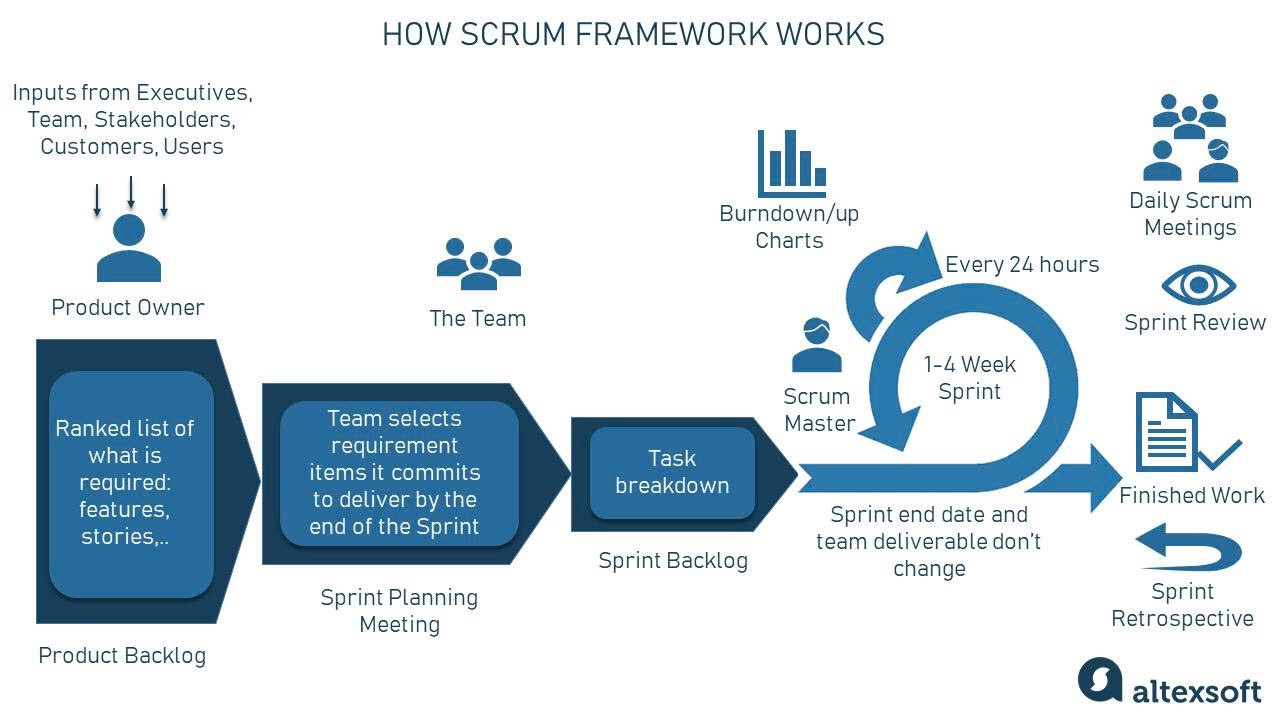 HOW SCRUM FRAMEWORK WORKS
Inputs from Executives,
Team, Stakeholders,
Customers, Users
Product Owner
Ranked list of
what is
required:
features,
stories,..
Product Backlog
The Team
Team selects
requirement
items it commits
to deliver by the
end of the Sprint
Sprint Planning
Meeting
Task
breakdown
Sprint Backlog
Burndown/up
Charts
Scrum
Master
Every 24 hours
1-4 Week
Sprint
Sprint end date and
team deliverable don't
change
Daily Scrum
Meetings
Sprint Review
Finished Work
Sprint
Retrospective
altexsoft